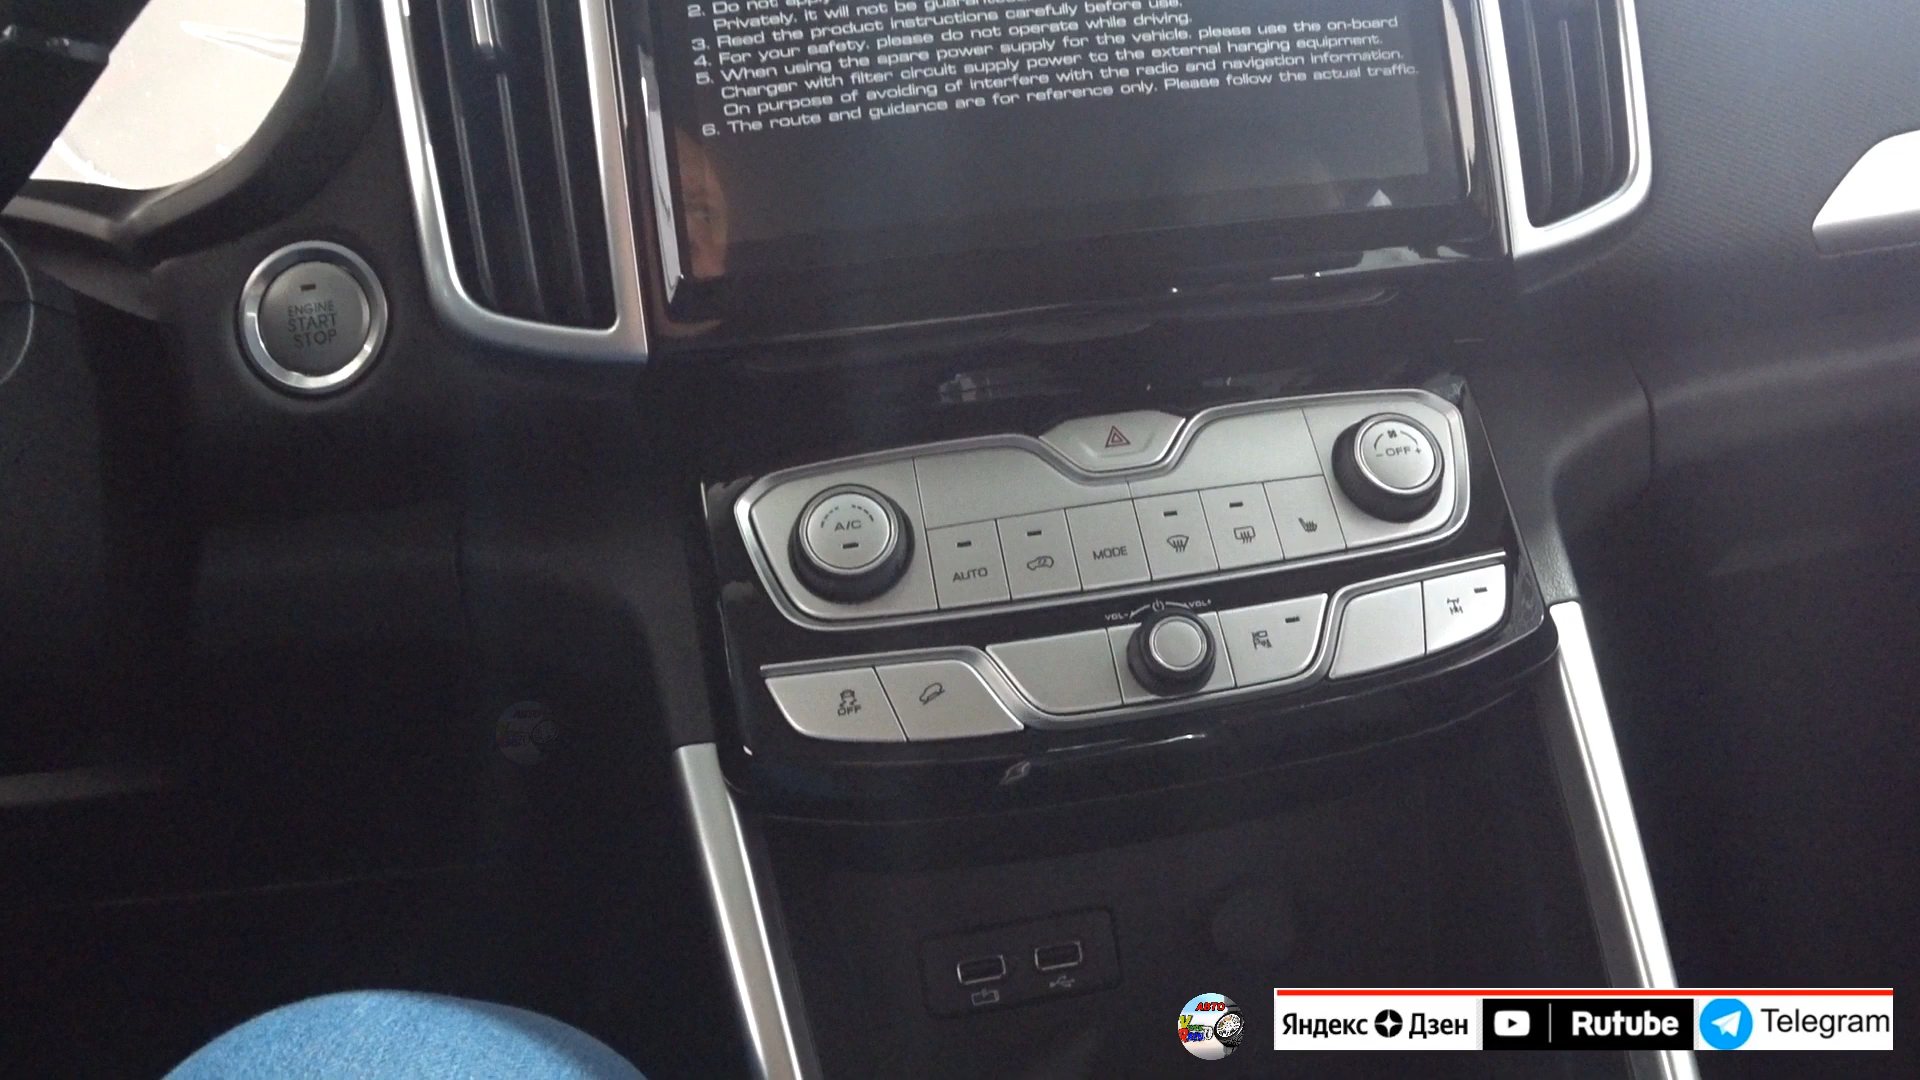 2. Do not
Privately, it will not be guaranteed before use.
3. Read the product instructions carefully
4. For your safety, please do not operate while driving.
5. When using the spare power supply for the vehicle, please use the on-board
Charger with filter circuit supply power to the external hanging equipment.
On purpose of avoiding of interfere with the radio and navigation information.
6. The route and guidance are for reference only. Please follow the actual traffic.
ENGINE
START
STOP
A/C
- OFF +
AUTO
MODE
VOL- VOL+
OFF
АВТО
Яндекс Дзен
Rutube
Telegram